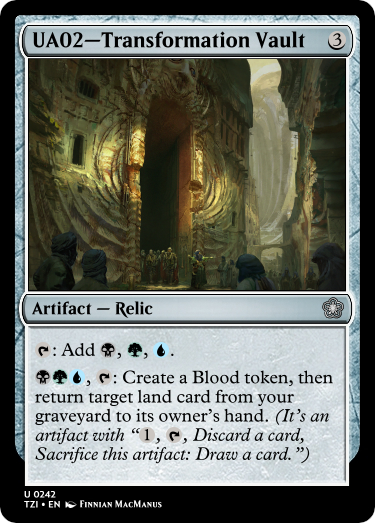 UA02—Transformation Vault 3
Artifact — Relic
: Add , , .
, : Create a Blood token, then
return target land card from your
graveyard to its owner's hand. (It's an
artifact with “1, , Discard a card,
Sacrifice this artifact: Draw a card.”)
U 0242
TZI • EN Finnian MacManus